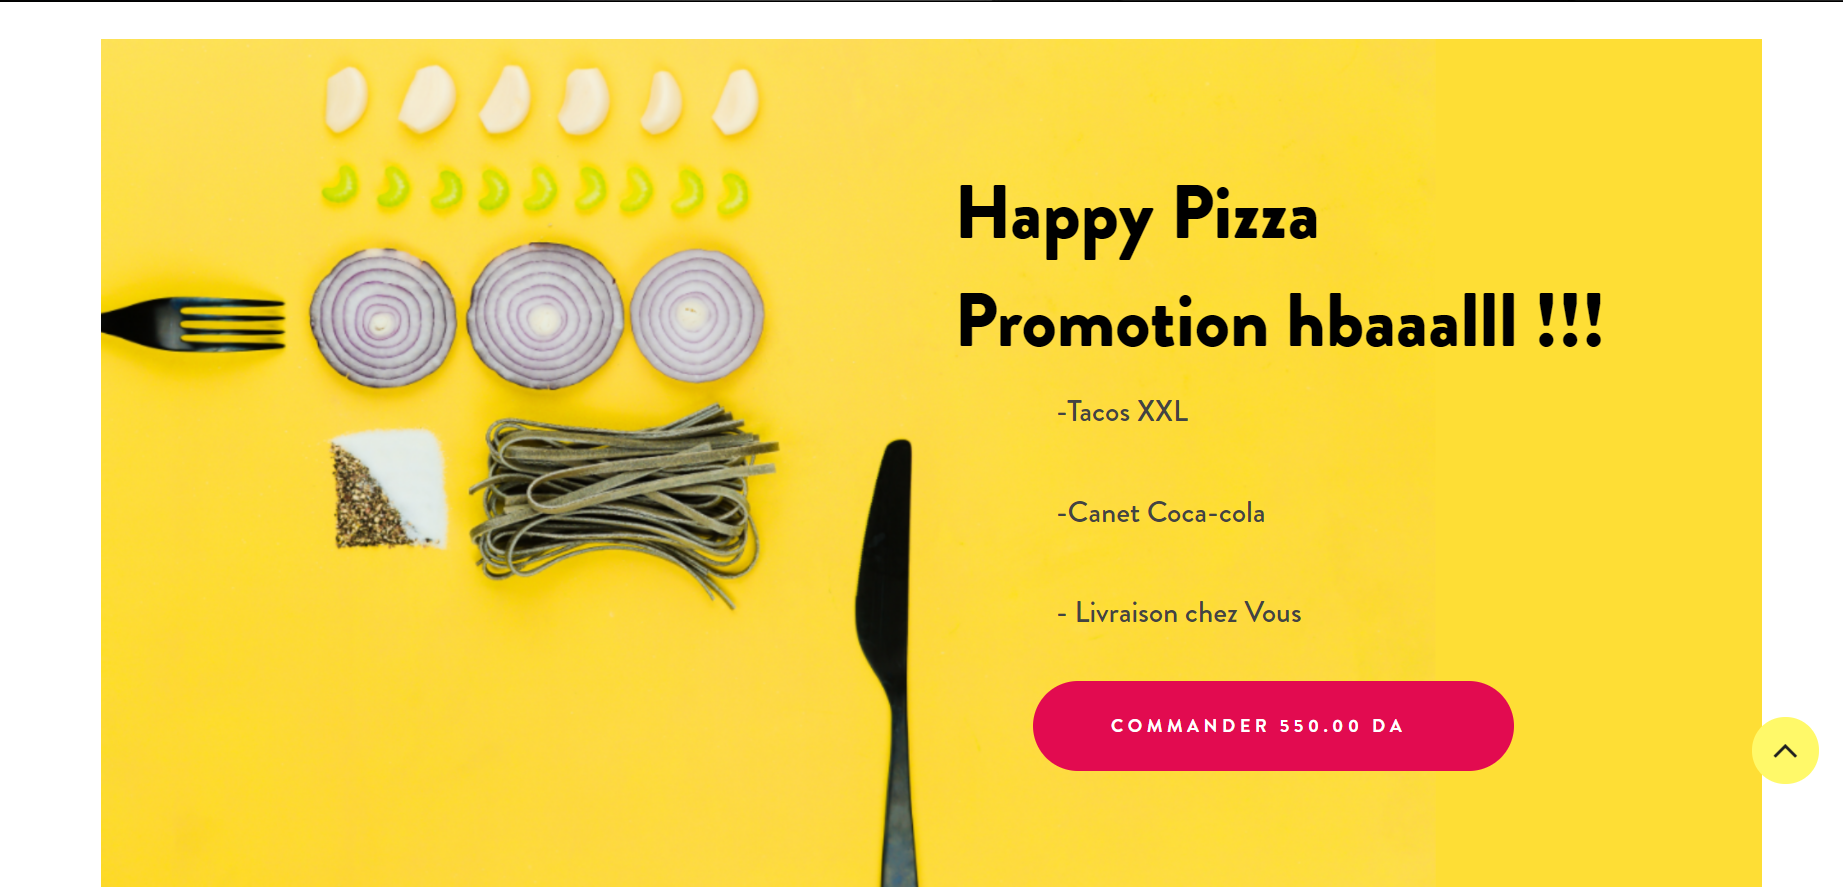 Happy Pizza
Promotion hbaaalll !!!
-Tacos XXL
-Canet Coca-cola
- Livraison chez Vous
COMMANDER 550.00 DA